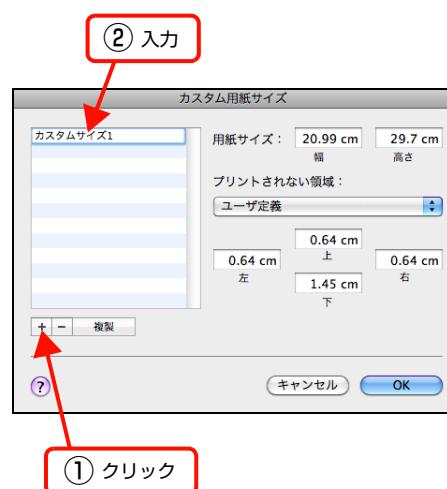 ② 入力
カスタム用紙サイズ
カスタムサイズ1
用紙サイズ： 20.99 cm 29.7 cm
幅 高さ
プリントされない領域：
ユーザ定義
0.64 cm
上
0.64 cm 0.64 cm
左 右
1.45 cm
下
+ − 複製
? キャンセル OK
① クリック